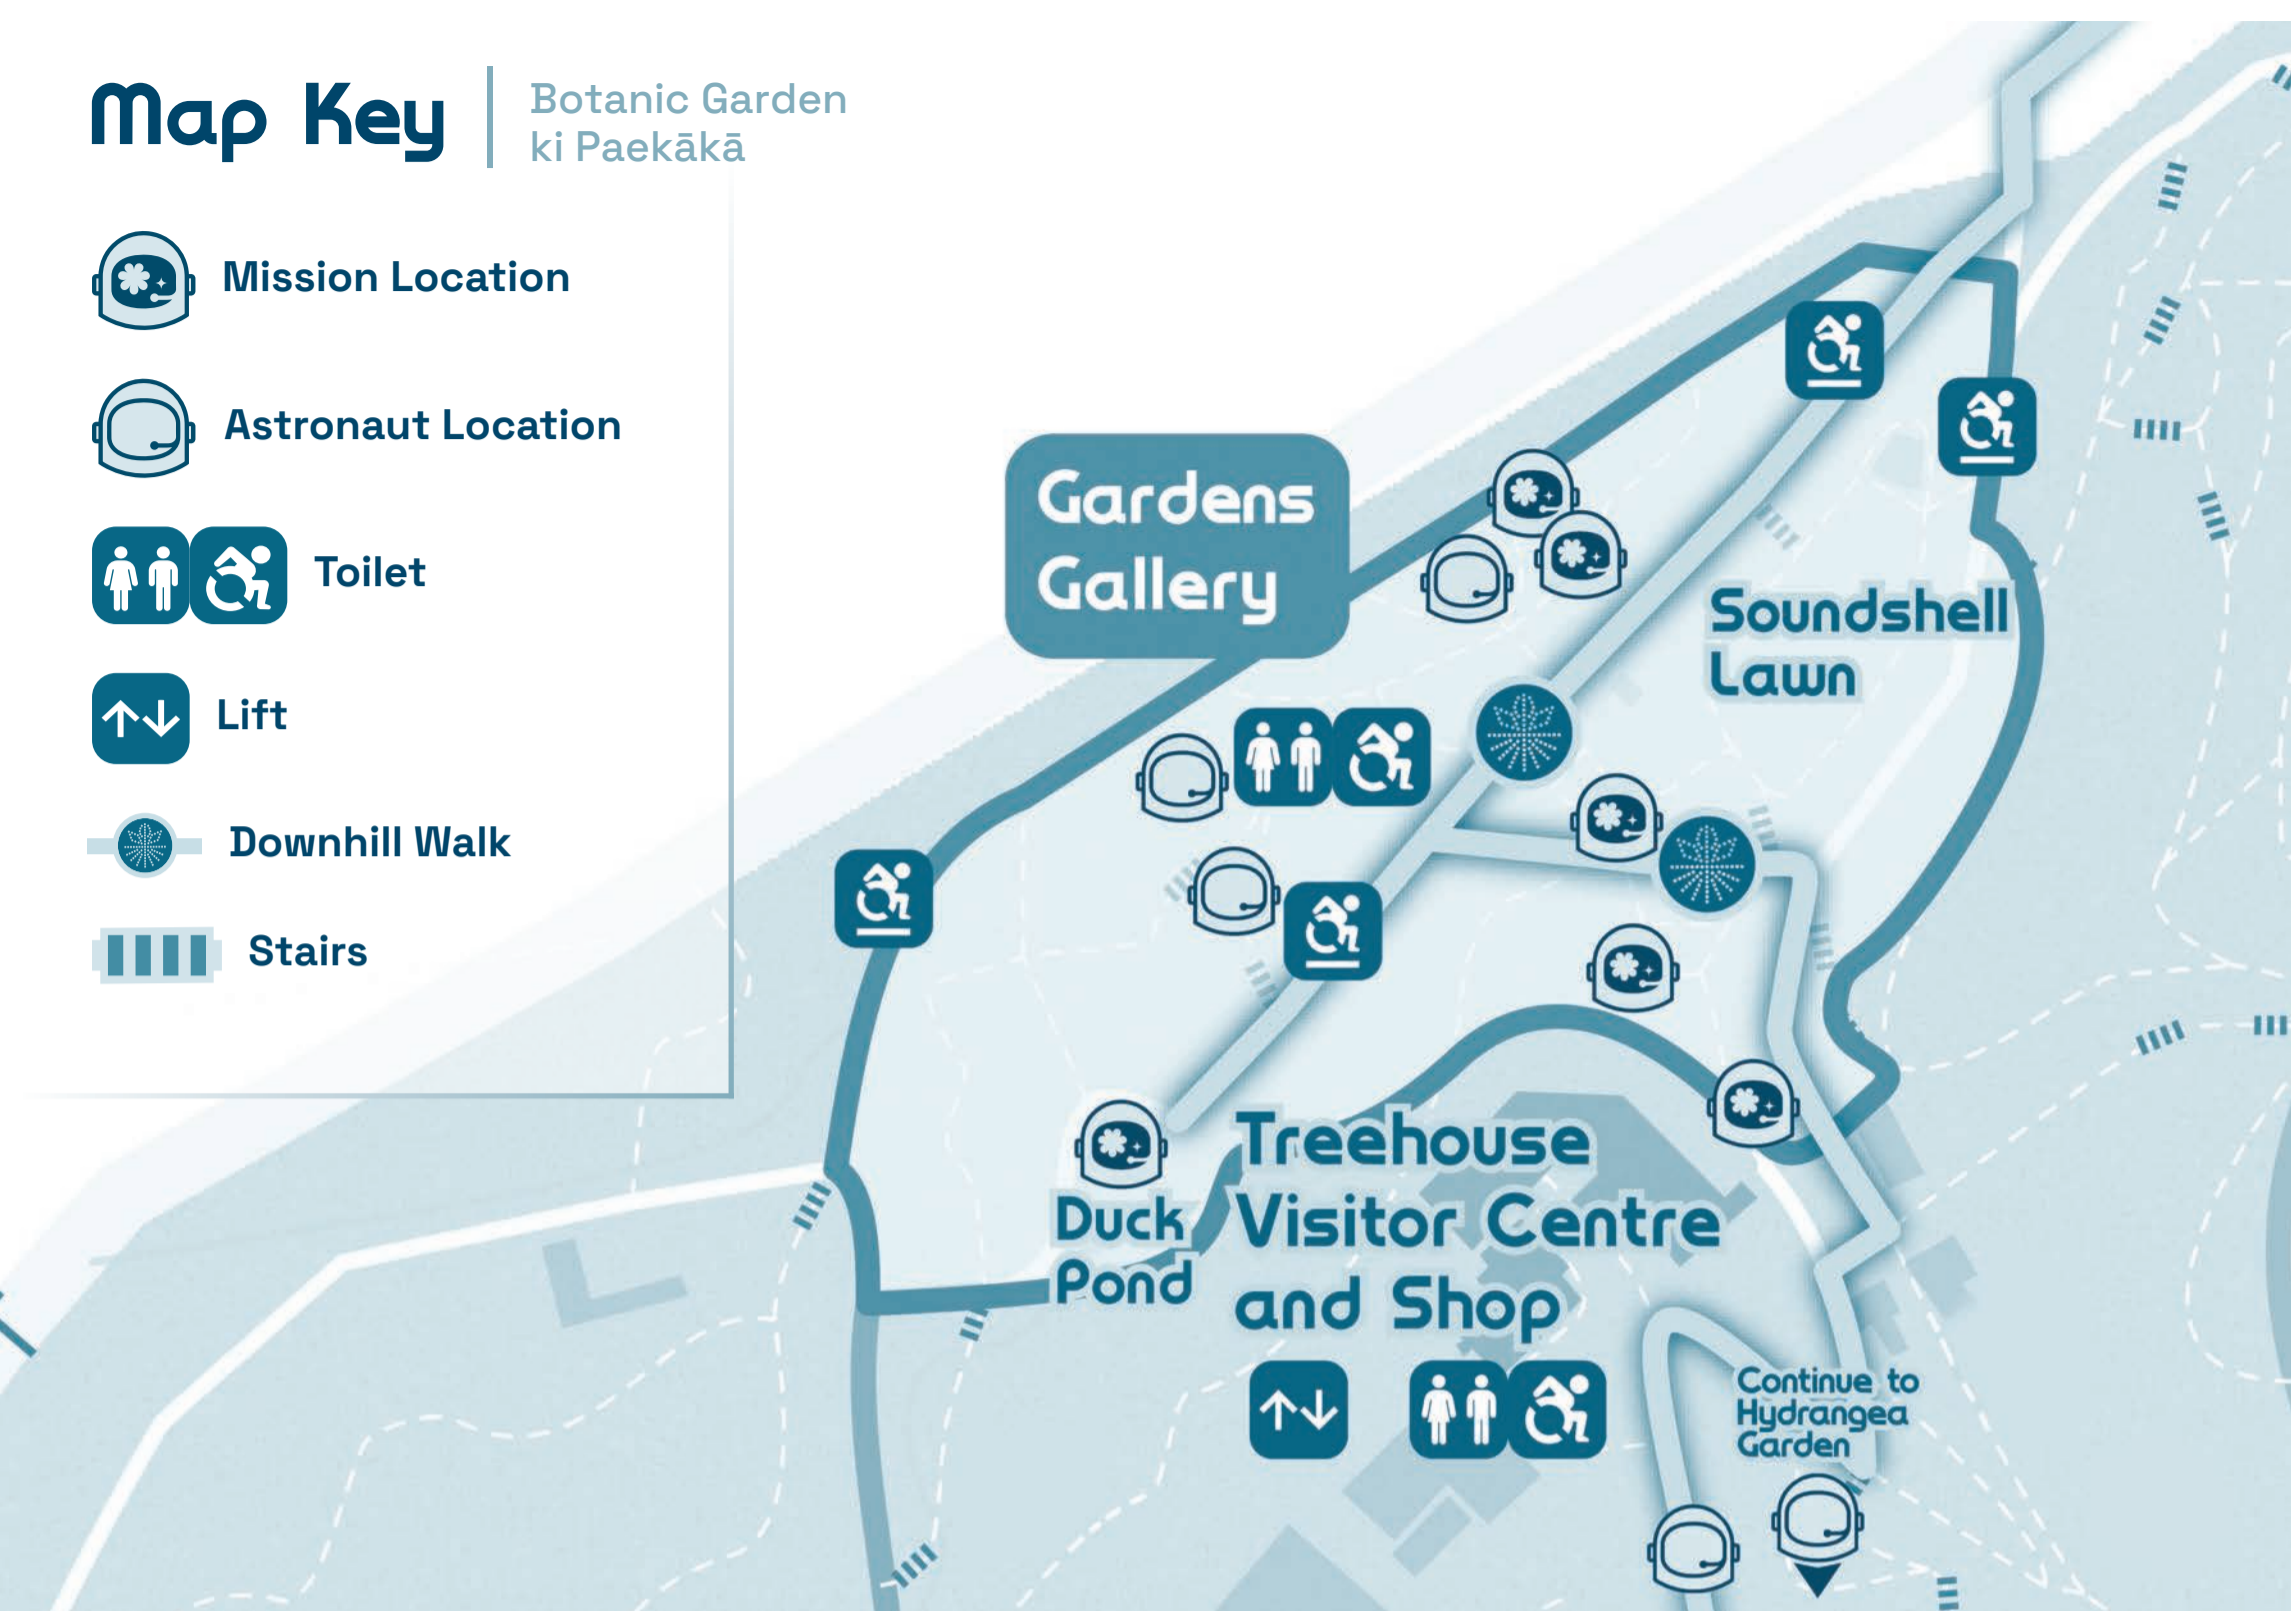 Map Key
Botanic Garden
ki Paekākā
Mission Location
Astronaut Location
Toilet
Lift
Downhill Walk
Stairs
Gardens
Gallery
Soundshell
Lawn
Duck
Pond
Treehouse
Visitor Centre
and Shop
Continue to
Hydrangea
Garden